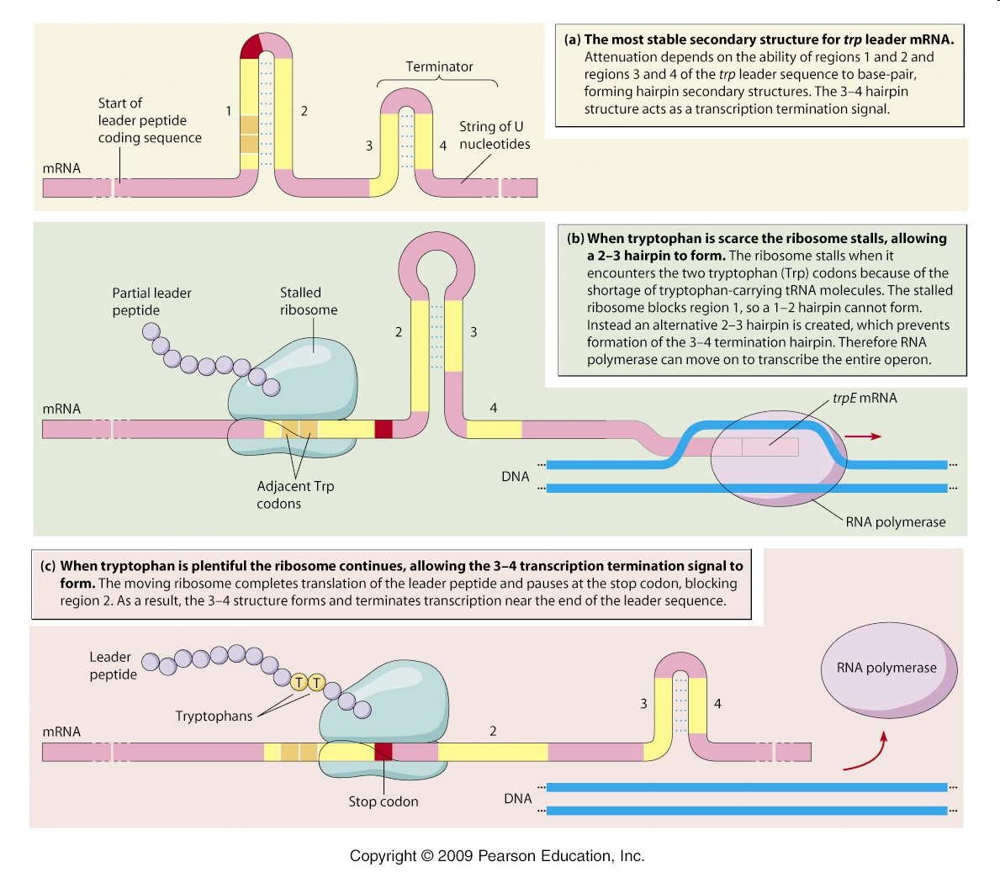 (a) The most stable secondary structure for trp leader mRNA.
Attenuation depends on the ability of regions 1 and 2 and
regions 3 and 4 of the trp leader sequence to base-pair,
forming hairpin secondary structures. The 3–4 hairpin
structure acts as a transcription termination signal.
Terminator
Start of
leader peptide
coding sequence
1
2
3
4
String of U
nucleotides
mRNA
(b) When tryptophan is scarce the ribosome stalls, allowing
a 2–3 hairpin to form. The ribosome stalls when it
encounters the two tryptophan (Trp) codons because of the
shortage of tryptophan-carrying tRNA molecules. The stalled
ribosome blocks region 1, so a 1–2 hairpin cannot form.
Instead an alternative 2–3 hairpin is created, which prevents
formation of the 3–4 termination hairpin. Therefore RNA
polymerase can move on to transcribe the entire operon.
Partial leader
peptide
Stalled
ribosome
2
3
mRNA
4
trpE mRNA
Adjacent Trp
codons
DNA
RNA polymerase
(c) When tryptophan is plentiful the ribosome continues, allowing the 3–4 transcription termination signal to
form. The moving ribosome completes translation of the leader peptide and pauses at the stop codon, blocking
region 2. As a result, the 3–4 structure forms and terminates transcription near the end of the leader sequence.
Leader
peptide
T T
Tryptophans
RNA polymerase
3
4
mRNA
2
Stop codon
DNA
Copyright © 2009 Pearson Education, Inc.